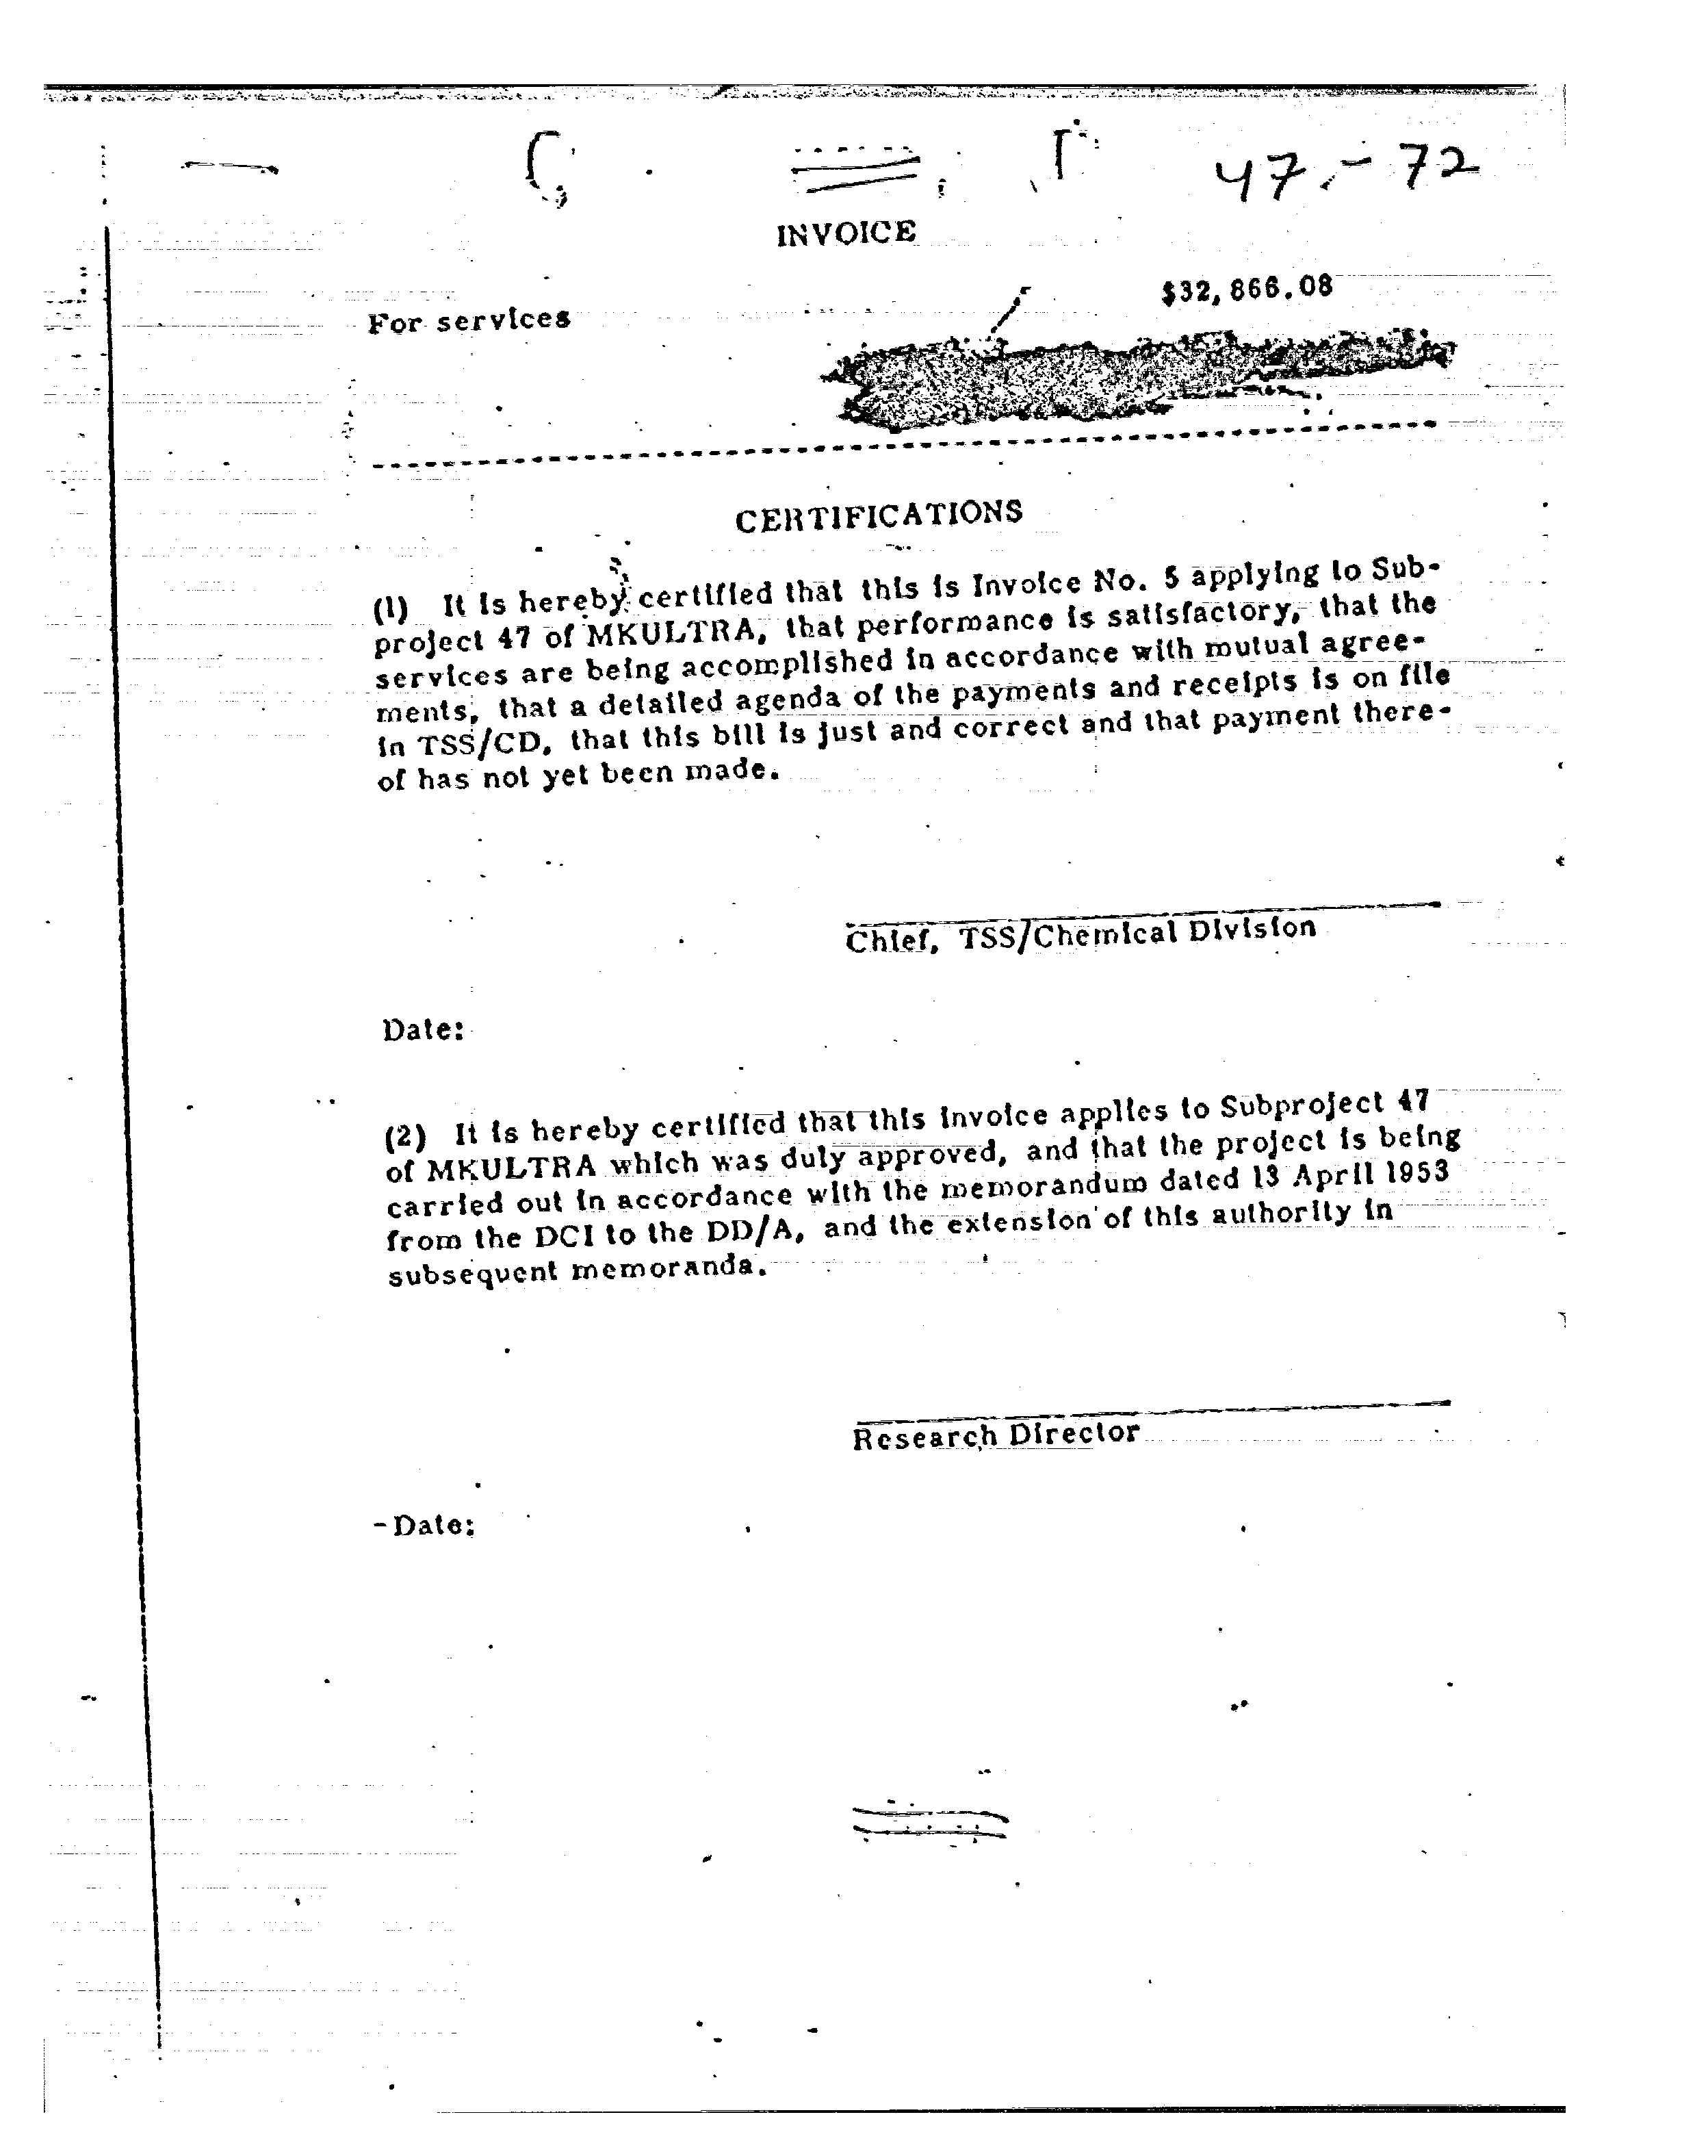 47 - 72
INVOICE
$32,866.08
For services
CERTIFICATIONS
(1) It is hereby certified that this is Invoice No. 5 applying to Sub-
project 47 of MKULTRA, that performance is satisfactory, that the
services are being accomplished in accordance with mutual agree-
ments, that a detailed agenda of the payments and receipts is on file
in TSS/CD, that this bill is just and correct and that payment there-
of has not yet been made.
Chief, TSS/Chemical Division
Date:
(2) It is hereby certified that this invoice applies to Subproject 47
of MKULTRA which was duly approved, and that the project is being
carried out in accordance with the memorandum dated 13 April 1953
from the DCI to the DD/A, and the extension of this authority in
subsequent memoranda.
Research Director
Date: